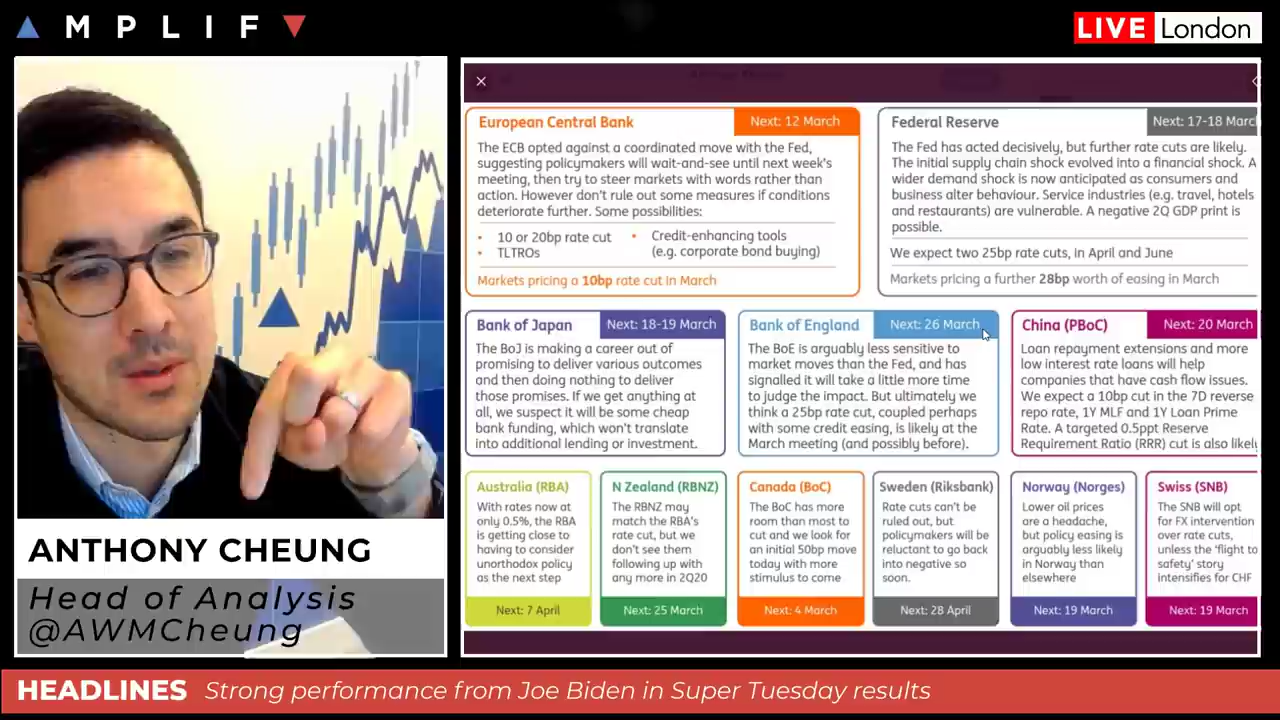 AMPLIFY
LIVE London
×
European Central Bank
Next: 12 March
The ECB opted against a coordinated move with the Fed,
suggesting policymakers will wait-and-see until next week's
meeting, then try to steer markets with words rather than
action. However don't rule out some measures if conditions
deteriorate further. Some possibilities:
• 10 or 20bp rate cut
• TLTROs
• Credit-enhancing tools
(e.g. corporate bond buying)
Markets pricing a 10bp rate cut in March
Federal Reserve
Next: 17-18 March
The Fed has acted decisively, but further rate cuts are likely.
The initial supply chain shock evolved into a financial shock. A
wider demand shock is now anticipated as consumers and
business alter behaviour. Service industries (e.g. travel, hotels
and restaurants) are vulnerable. A negative 2Q GDP print is
possible.
We expect two 25bp rate cuts, in April and June
Markets pricing a further 28bp worth of easing in March
Bank of Japan
Next: 18-19 March
The BoJ is making a career out of
promising to deliver various outcomes
and then doing nothing to deliver
those promises. If we get anything at
all, we suspect it will be some cheap
bank funding, which won't translate
into additional lending or investment.
Bank of England
Next: 26 March
The BoE is arguably less sensitive to
market moves than the Fed, and has
signalled it will take a little more time
to judge the impact. But ultimately we
think a 25bp rate cut, coupled perhaps
with some credit easing, is likely at the
March meeting (and possibly before).
China (PBoC)
Next: 20 March
Loan repayment extensions and more
low interest rate loans will help
companies that have cash flow issues.
We expect a 10bp cut in the 7D reverse
repo rate, 1Y MLF and 1Y Loan Prime
Rate. A targeted 0.5ppt Reserve
Requirement Ratio (RRR) cut is also likely
Australia (RBA)
With rates now at
only 0.5%, the RBA
is getting close to
having to consider
unorthodox policy
as the next step
Next: 7 April
N Zealand (RBNZ)
The RBNZ may
match the RBA's
rate cut, but we
don't see them
following up with
any more in 2Q20
Next: 25 March
Canada (BoC)
The BoC has more
room than most to
cut and we look for
an initial 50bp move
today with more
stimulus to come
Next: 4 March
Sweden (Riksbank)
Rate cuts can't be
ruled out, but
policymakers will be
reluctant to go back
into negative so
soon.
Next: 28 April
Norway (Norges)
Lower oil prices
are a headache,
but policy easing is
arguably less likely
in Norway than
elsewhere
Next: 19 March
Swiss (SNB)
The SNB will opt
for FX intervention
over rate cuts,
unless the 'flight to
safety' story
intensifies for CHF
Next: 19 March
ANTHONY CHEUNG
Head of Analysis
@AWMCheung
HEADLINES Strong performance from Joe Biden in Super Tuesday results